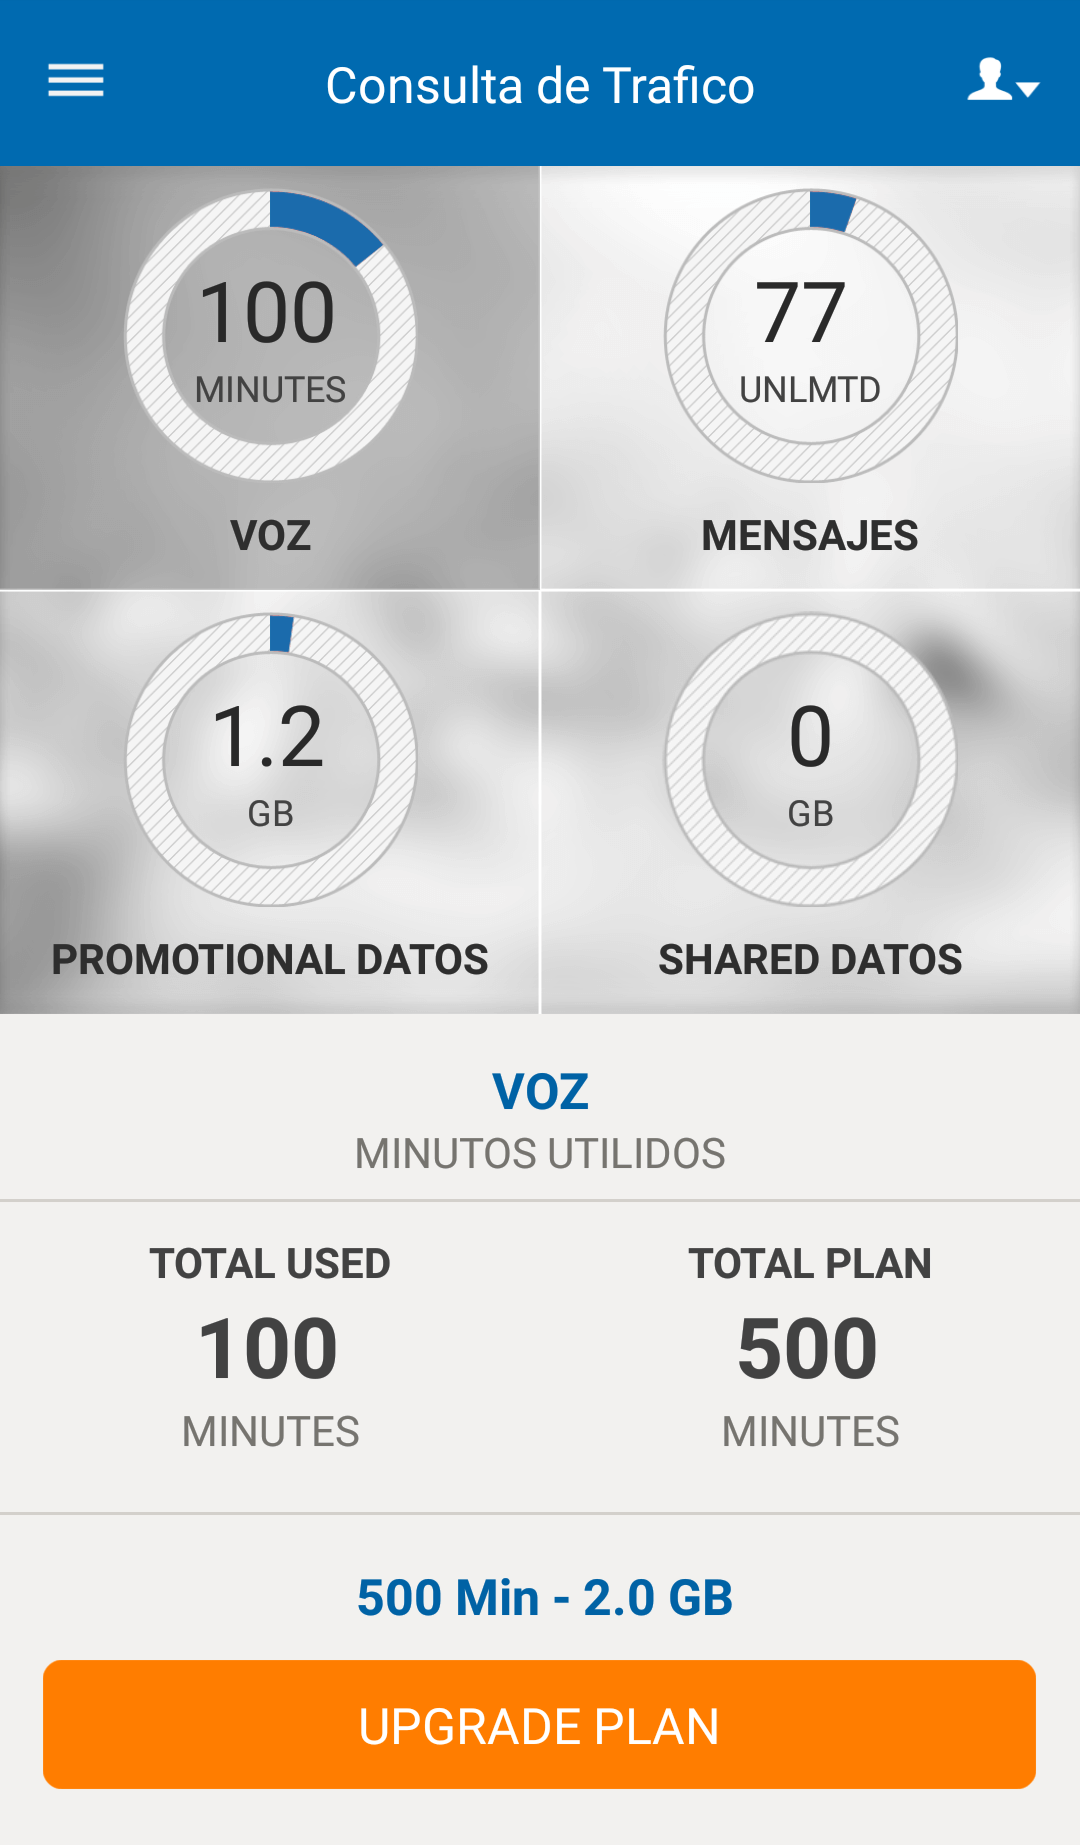 Consulta de Trafico
100
MINUTES
VOZ
77
UNLMTD
MENSAJES
1.2
GB
PROMOTIONAL DATOS
0
GB
SHARED DATOS
VOZ
MINUTOS UTILIDOS
TOTAL USED
100
MINUTES
TOTAL PLAN
500
MINUTES
500 Min - 2.0 GB
UPGRADE PLAN